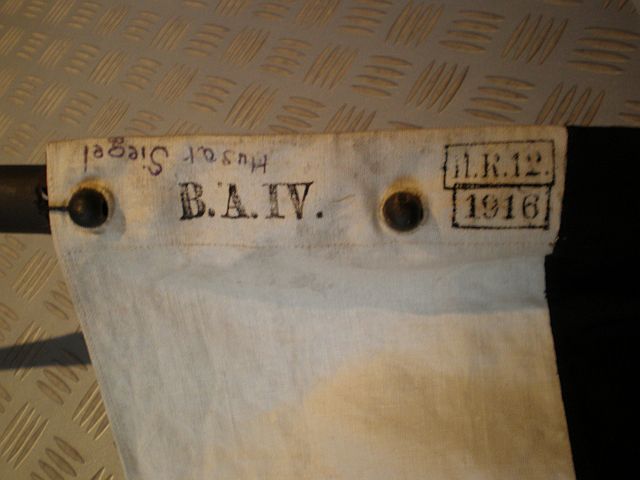 Husar Siegel
B.A.IV.
H.R.12.
1916